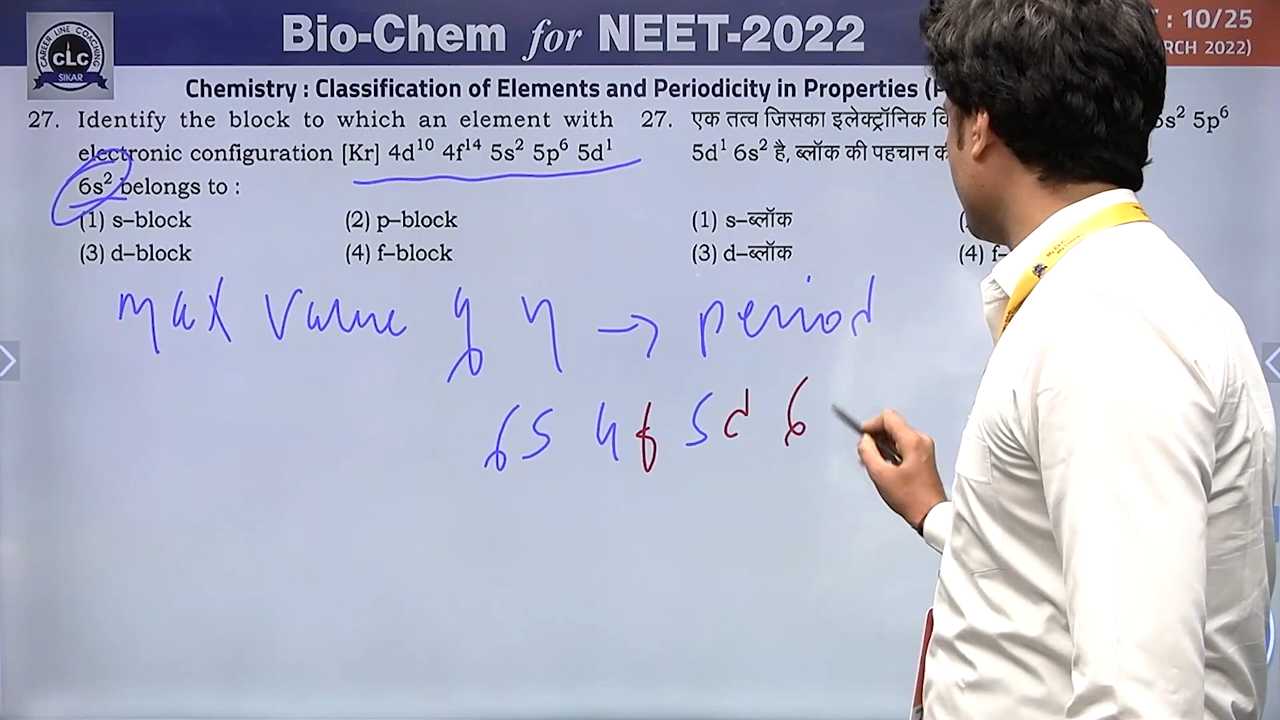 CAREER LINE COACHING
CLC
SIKAR
Bio-Chem for NEET-2022
: 10/25
RCH 2022)
Chemistry : Classification of Elements and Periodicity in Properties (P
27. Identify the block to which an element with
electronic configuration [Kr] 4d¹⁰ 4f¹⁴ 5s² 5p⁶ 5d¹
6s² belongs to :
(1) s–block (2) p–block
(3) d–block (4) f–block
27. एक तत्व जिसका इलेक्ट्रॉनिक वि 5s² 5p⁶
5d¹ 6s² है, ब्लॉक की पहचान क
(1) s–ब्लॉक
(3) d–ब्लॉक (4) f–
max value of n → period
6s 4f 5d 6